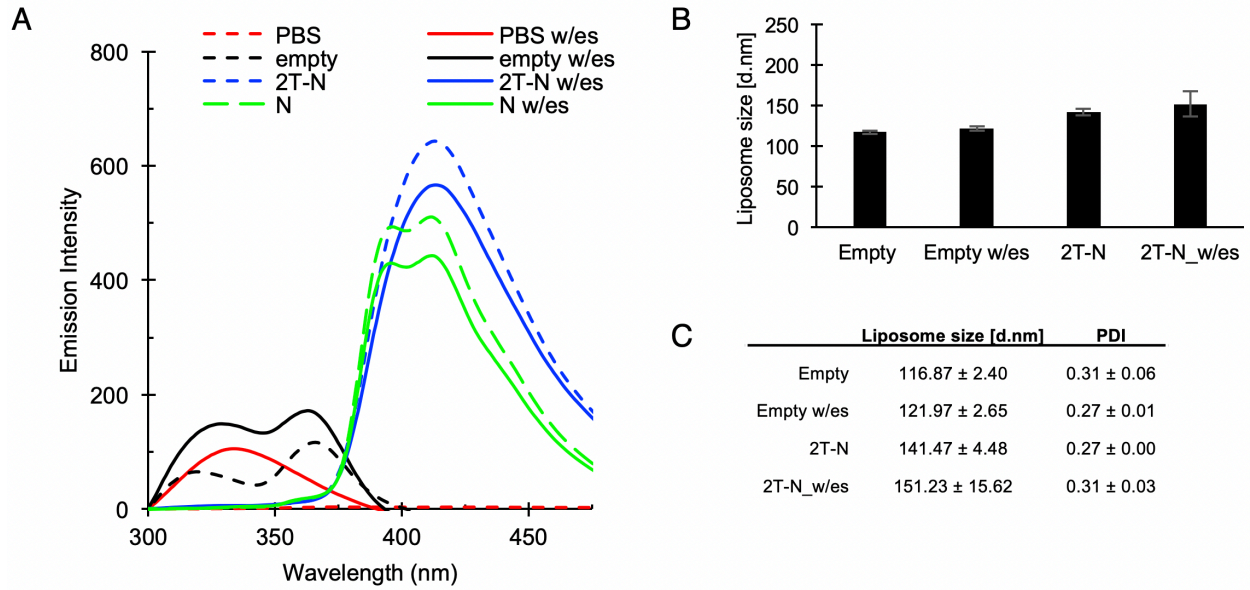 A
PBS
PBS w/es
empty
empty w/es
2T-N
2T-N w/es
N
N w/es
800
600
400
200
0
300
350
400
450
Emission Intensity
Wavelength (nm)
B
250
200
150
100
50
0
Liposome size [d.nm]
Empty
Empty w/es
2T-N
2T-N_w/es
C
Liposome size [d.nm] PDI
Empty 116.87 ± 2.40 0.31 ± 0.06
Empty w/es 121.97 ± 2.65 0.27 ± 0.01
2T-N 141.47 ± 4.48 0.27 ± 0.00
2T-N_w/es 151.23 ± 15.62 0.31 ± 0.03